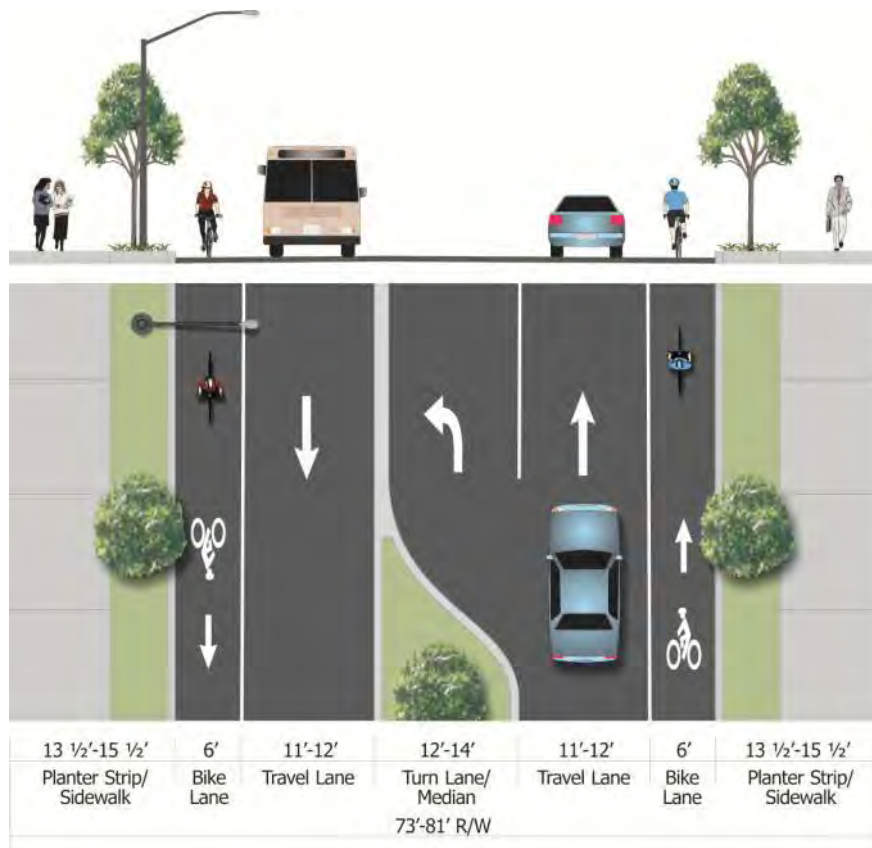 13 ½’-15 ½’ 6’ 11’-12’ 12’-14’ 11’-12’ 6’ 13 ½’-15 ½’
Planter Strip/ Bike Travel Lane Turn Lane/ Travel Lane Bike Planter Strip/
Sidewalk Lane Median Lane Sidewalk
73’-81’ R/W